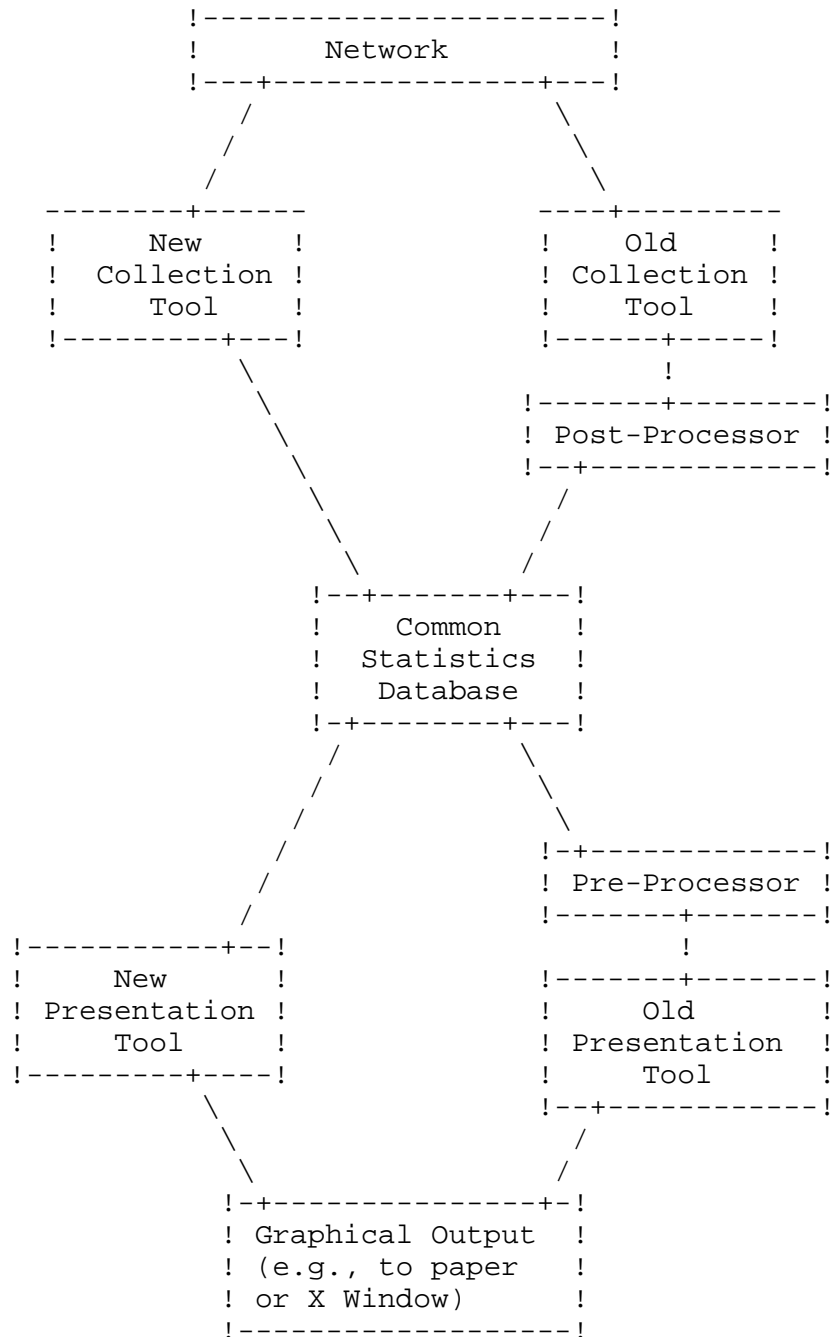 Network
New
Old
Collection
Collection
Tool
Tool
Post-Processor
Common
Statistics
Database
Pre-Processor
New
Presentation
Tool
Old
Presentation
Tool
Graphical Output
(e.g., to paper
or X Window)